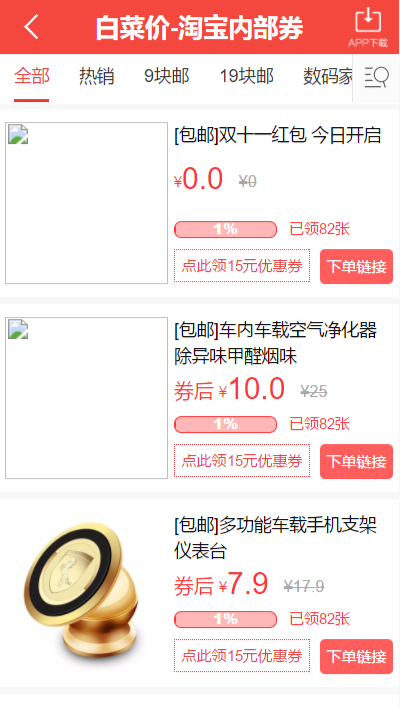 白菜价-淘宝内部券
APP下载
全部 热销 9块邮 19块邮 数码家
[包邮]双十一红包 今日开启
¥0.0 ¥0
1% 已领82张
点此领15元优惠券 下单链接
[包邮]车内车载空气净化器
除异味甲醛烟味
券后 ¥10.0 ¥25
1% 已领82张
点此领15元优惠券 下单链接
[包邮]多功能车载手机支架
仪表台
券后 ¥7.9 ¥17.9
1% 已领82张
点此领15元优惠券 下单链接